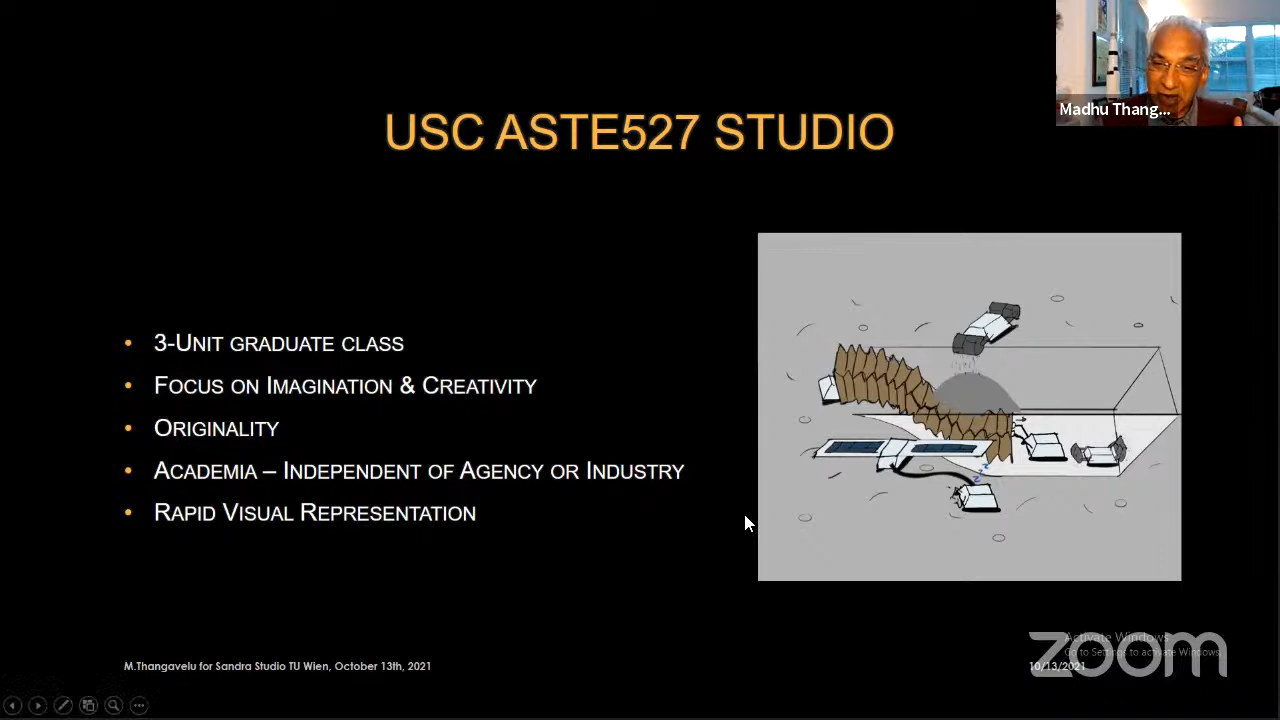 Madhu Thang...
USC ASTE527 STUDIO
• 3-UNIT GRADUATE CLASS
• FOCUS ON IMAGINATION & CREATIVITY
• ORIGINALITY
• ACADEMIA – INDEPENDENT OF AGENCY OR INDUSTRY
• RAPID VISUAL REPRESENTATION
z z z
M.Thangavelu for Sandra Studio TU Wien, October 13th, 2021
10/13/2021
Activate Windows
Go to Settings to activate Windows.
zoom